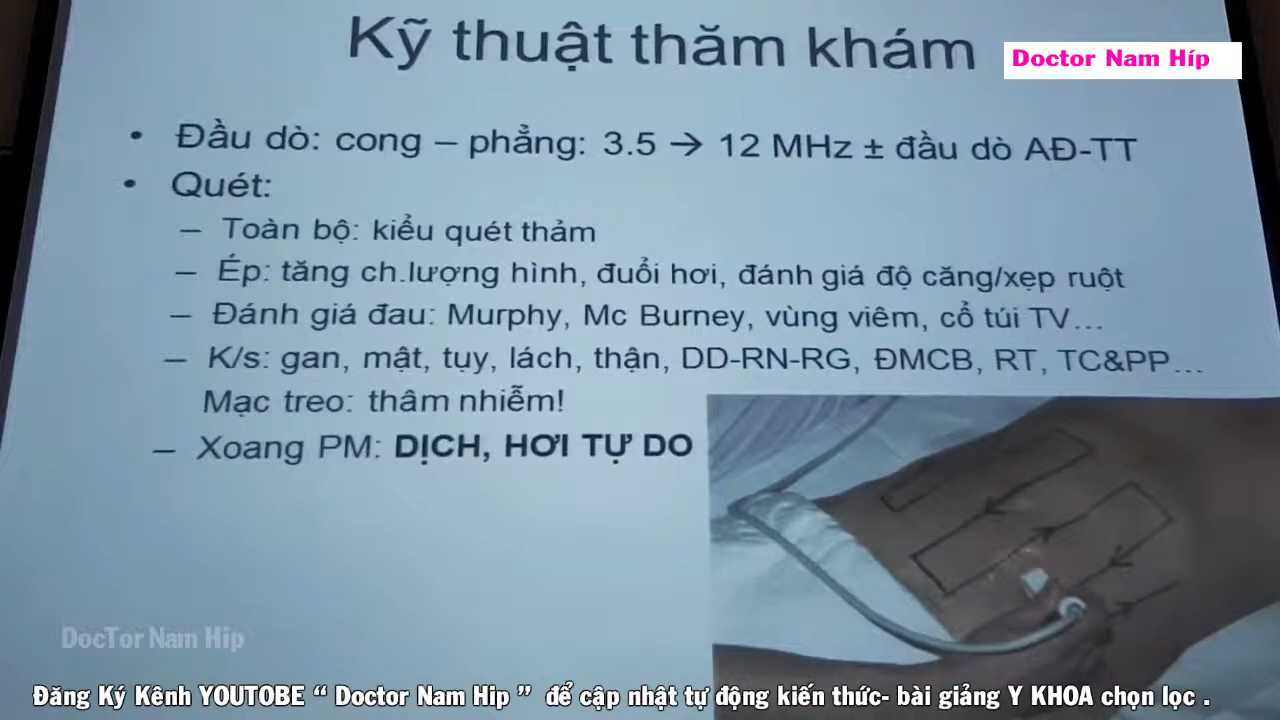 Kỹ thuật thăm khám
Doctor Nam Híp
• Đầu dò: cong – phẳng: 3.5 → 12 MHz ± đầu dò AĐ-TT
• Quét:
– Toàn bộ: kiểu quét thảm
– Ép: tăng ch.lượng hình, đuổi hơi, đánh giá độ căng/xẹp ruột
– Đánh giá đau: Murphy, Mc Burney, vùng viêm, cổ túi TV...
– K/s: gan, mật, tụy, lách, thận, DD-RN-RG, ĐMCB, RT, TC&PP...
Mạc treo: thâm nhiễm!
– Xoang PM: DỊCH, HƠI TỰ DO
DocTor Nam Hip
Đăng Ký Kênh YOUTOBE “ Doctor Nam Hip ” để cập nhật tự động kiến thức- bài giảng Y KHOA chọn lọc .